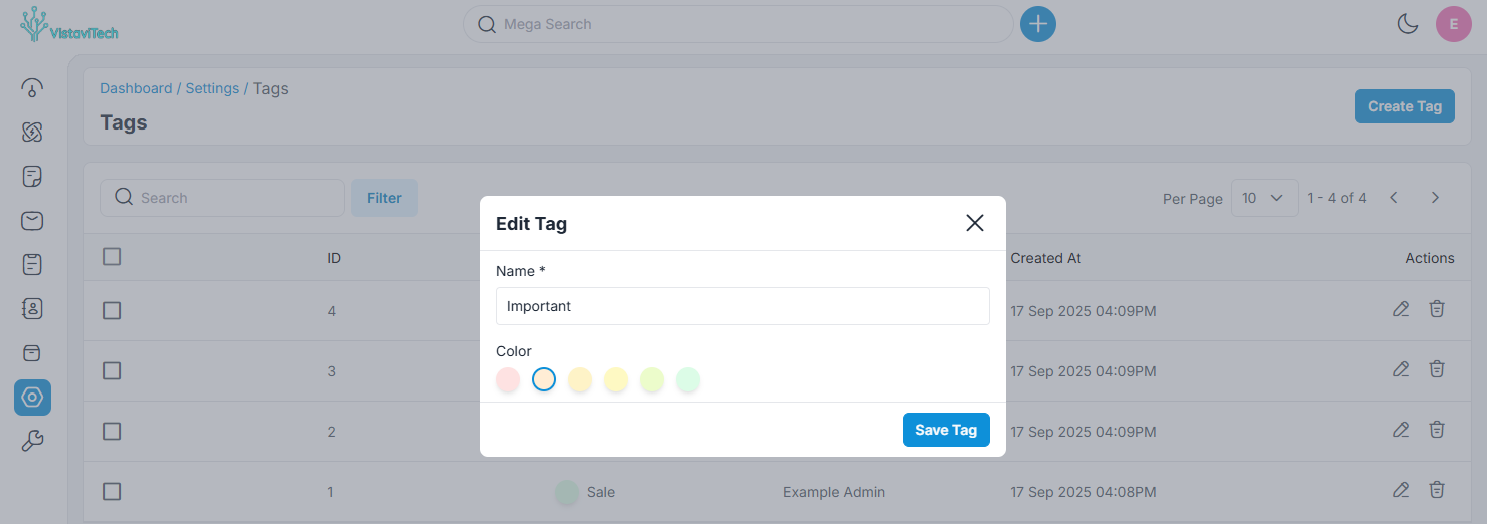 VistaviTech
Mega Search
E
Dashboard / Settings / Tags
Tags
Create Tag
Search
Filter
Per Page 10 1 - 4 of 4
Edit Tag
Name *
Important
Color
Save Tag
ID Created At Actions
4 17 Sep 2025 04:09PM
3 17 Sep 2025 04:09PM
2 17 Sep 2025 04:09PM
1 Sale Example Admin 17 Sep 2025 04:08PM